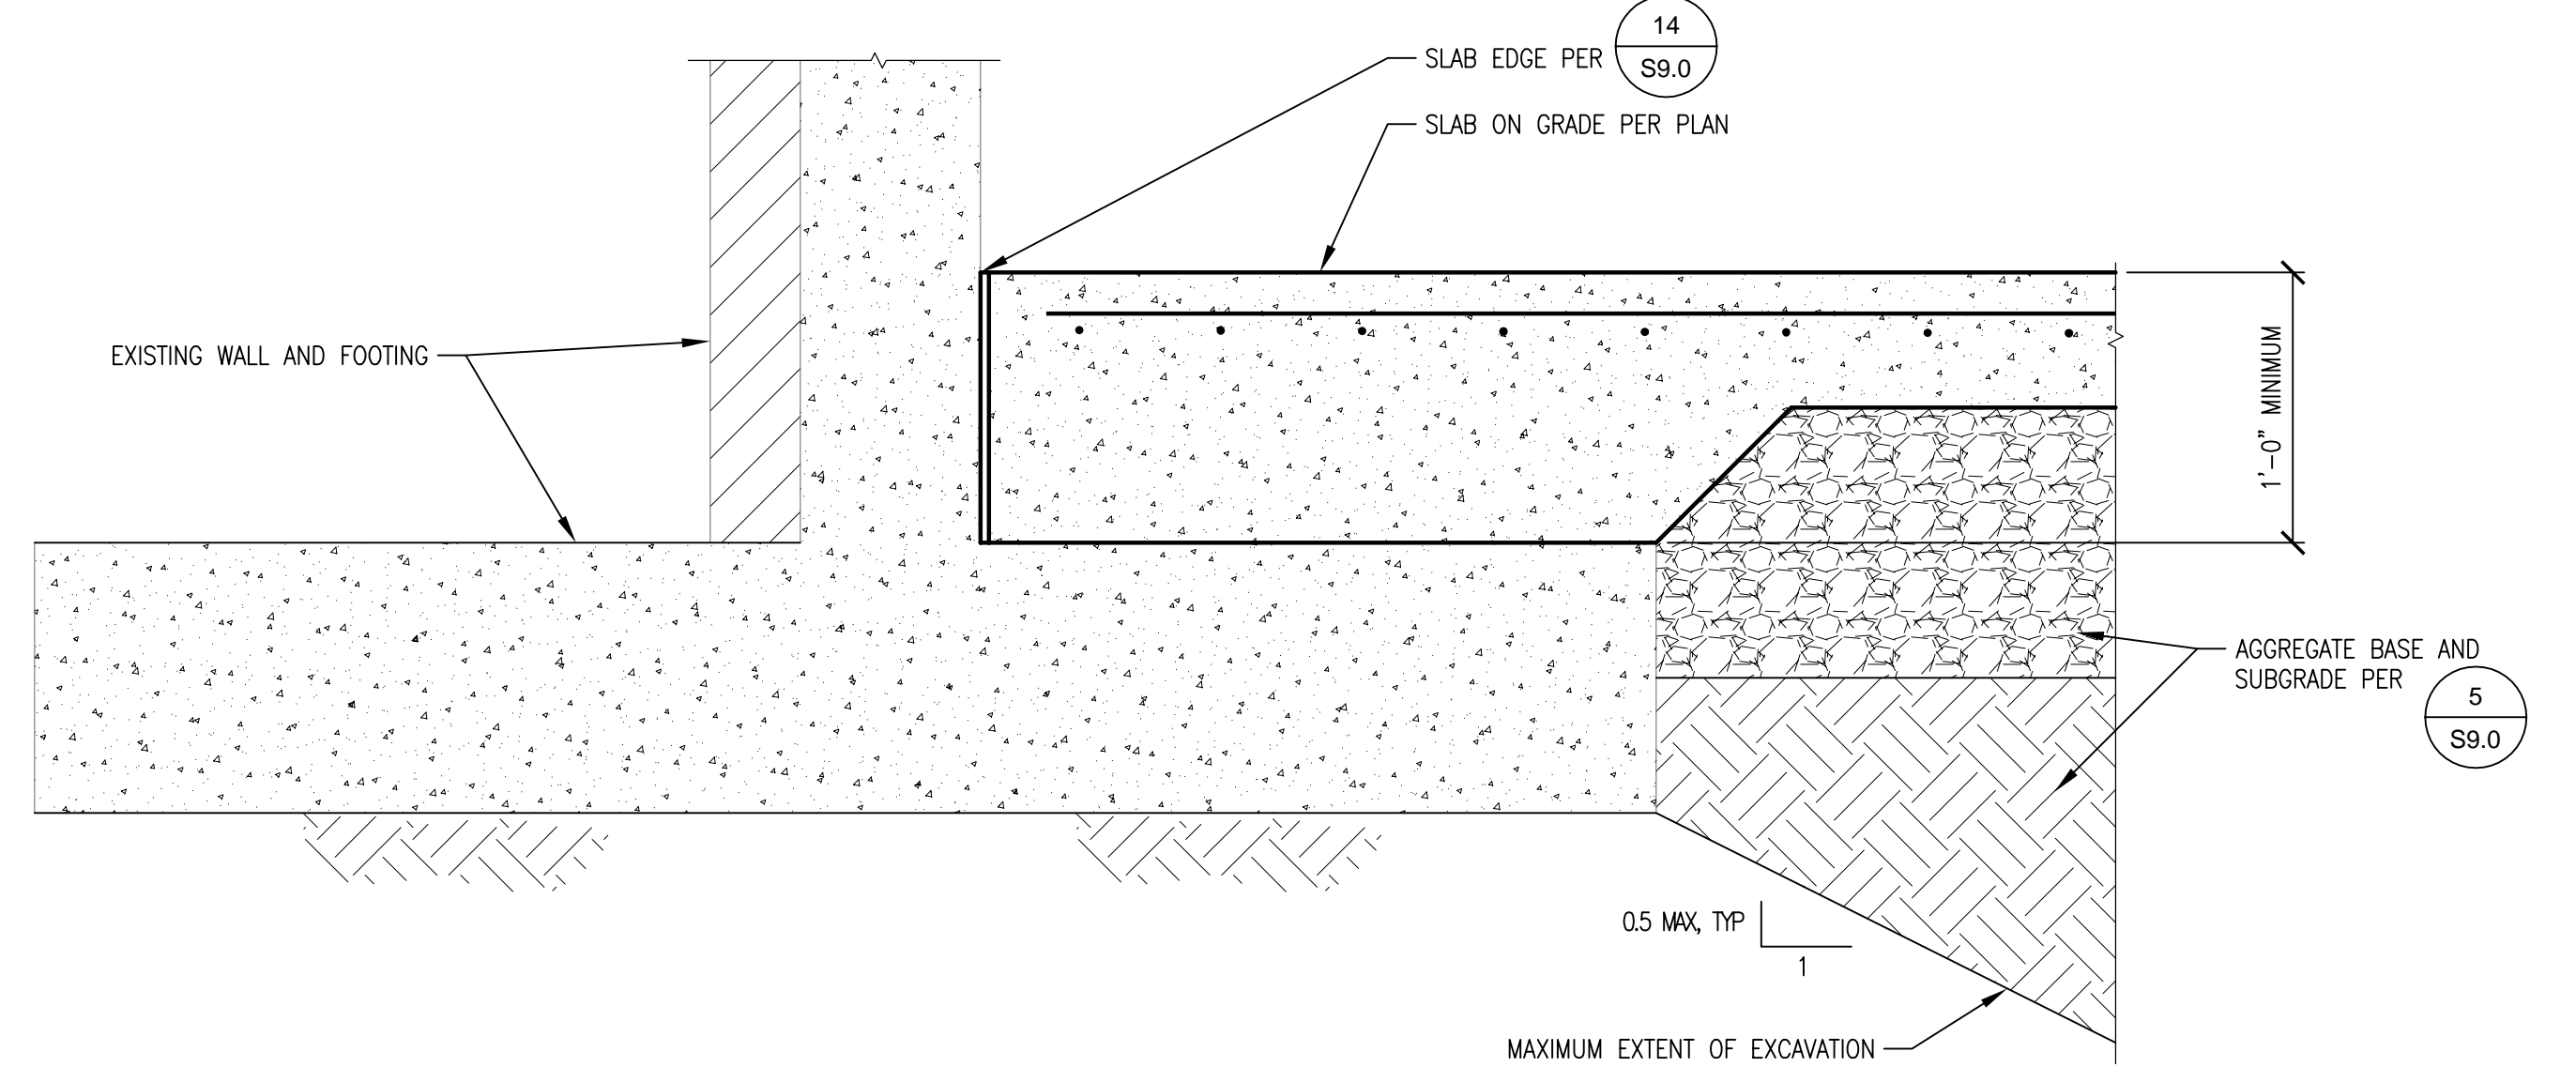 14
SLAB EDGE PER
S9.0
SLAB ON GRADE PER PLAN
EXISTING WALL AND FOOTING
1'-0" MINIMUM
AGGREGATE BASE AND
SUBGRADE PER
5
S9.0
0.5 MAX, TYP
1
MAXIMUM EXTENT OF EXCAVATION